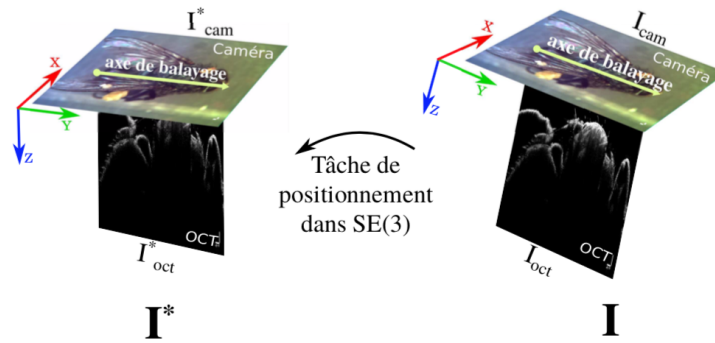 I*cam
Caméra
axe de balayage
X
Y
Z
OCT
I*oct
I*
Tâche de
positionnement
dans SE(3)
Icam
Caméra
axe de balayage
X
Y
Z
OCT
Ioct
I